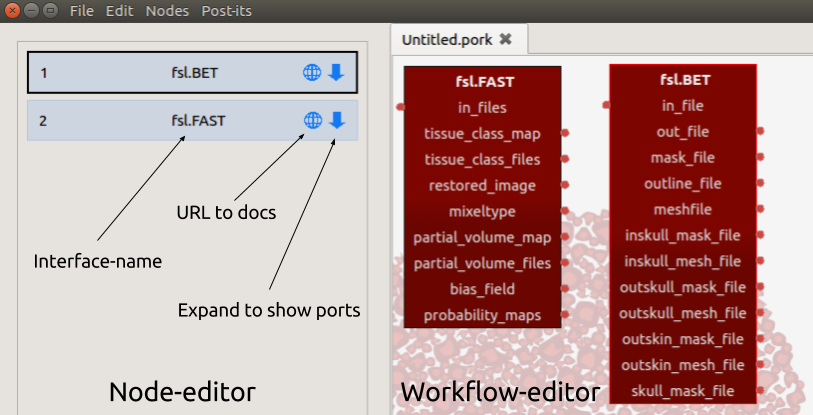 File Edit Nodes Post-its
1 fsl.BET
2 fsl.FAST
Interface-name
URL to docs
Expand to show ports
Node-editor
Untitled.pork
fsl.FAST
in_files
tissue_class_map
tissue_class_files
restored_image
mixeltype
partial_volume_map
partial_volume_files
bias_field
probability_maps
fsl.BET
in_file
out_file
mask_file
outline_file
meshfile
inskull_mask_file
inskull_mesh_file
outskull_mask_file
outskull_mesh_file
outskin_mask_file
outskin_mesh_file
skull_mask_file
Workflow-editor